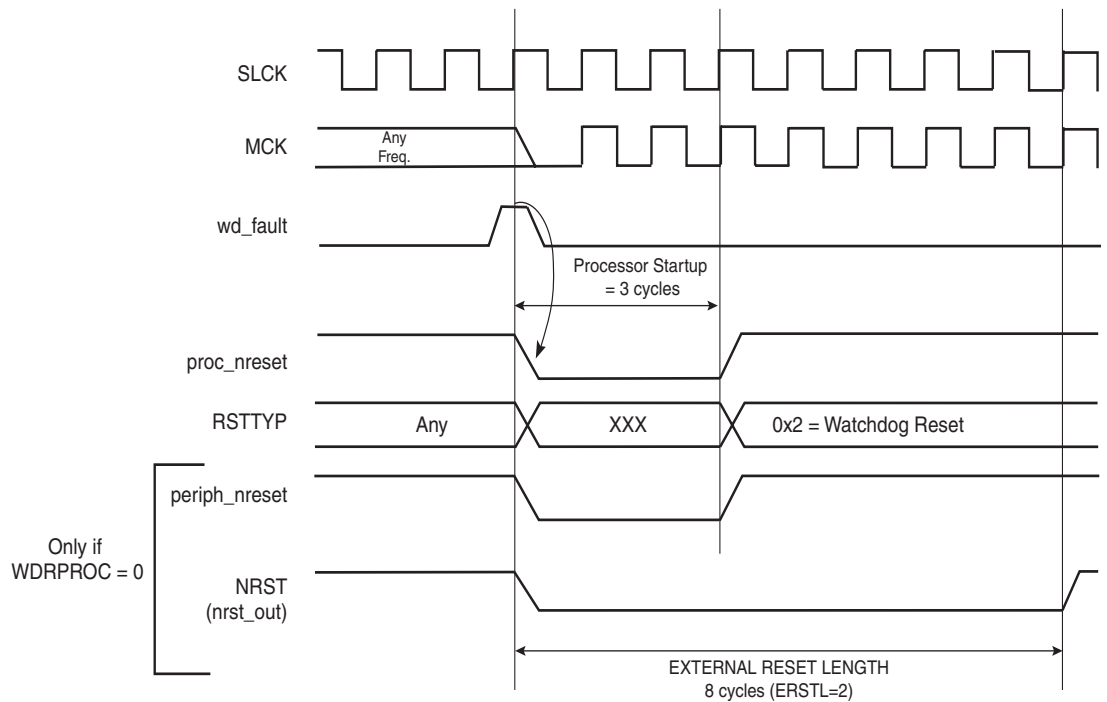 SLCK
MCK
Any
Freq.
wd_fault
Processor Startup
= 3 cycles
proc_nreset
RSTTYP
Any
XXX
0x2 = Watchdog Reset
periph_nreset
Only if
WDRPROC = 0
NRST
(nrst_out)
EXTERNAL RESET LENGTH
8 cycles (ERSTL=2)